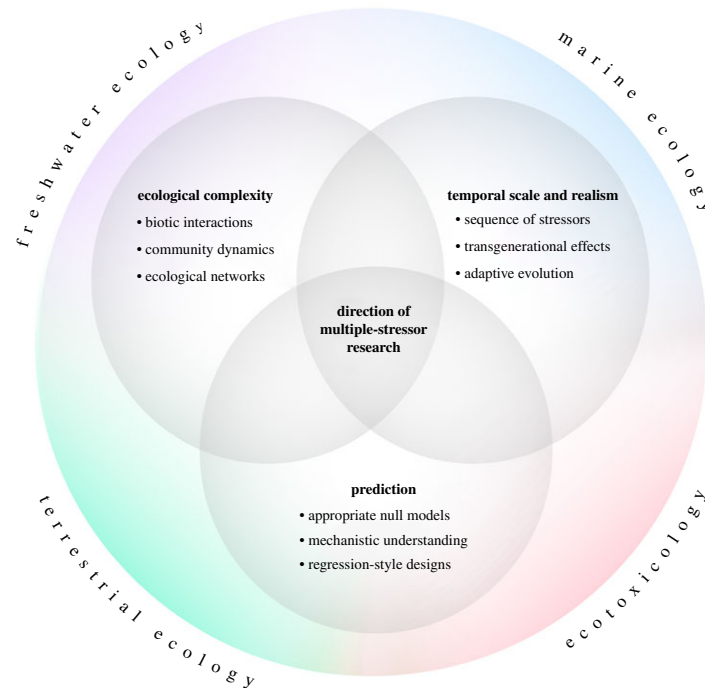 freshwater ecology
marine ecology
ecological complexity
• biotic interactions
• community dynamics
• ecological networks
temporal scale and realism
• sequence of stressors
• transgenerational effects
• adaptive evolution
direction of
multiple-stressor
research
prediction
• appropriate null models
• mechanistic understanding
• regression-style designs
terrestrial ecology
ecotoxicology